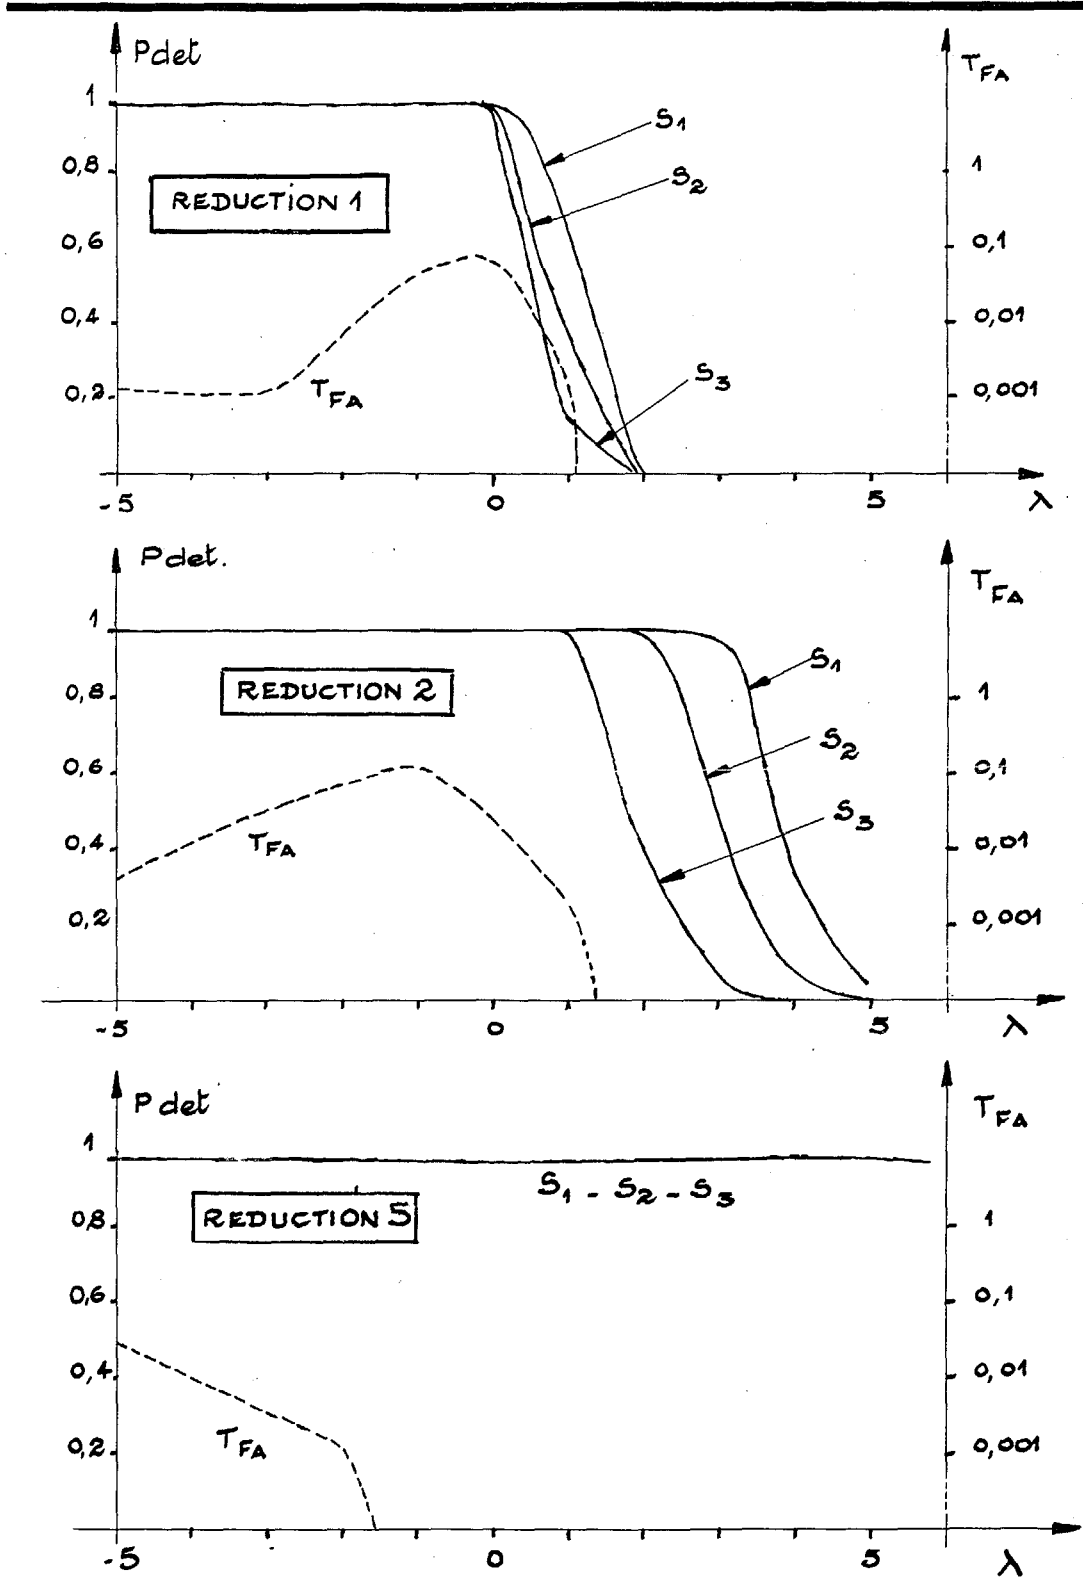 Pdet
TFA
1
S1
0,8
1
S2
REDUCTION 1
0,6
0,1
0,4
0,01
S3
0,2
TFA
0,001
-5
0
5
λ
Pdet.
TFA
1
S1
REDUCTION 2
0,8
1
S2
0,6
0,1
S3
0,4
TFA
0,01
0,2
0,001
-5
0
5
λ
Pdet
TFA
1
S1 - S2 - S3
0,8
REDUCTION 5
1
0,6
0,1
0,4
0,01
0,2
TFA
0,001
-5
0
5
λ